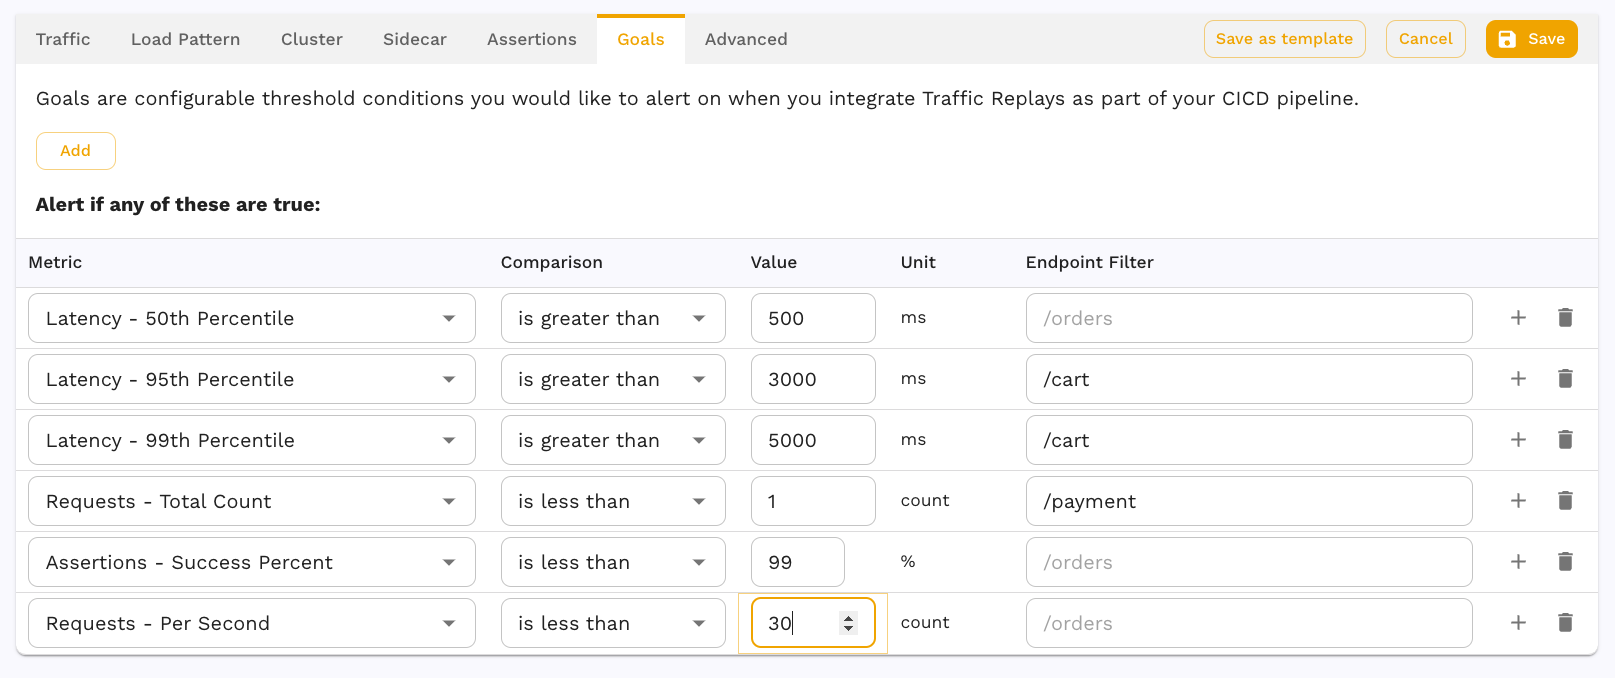 Traffic Load Pattern Cluster Sidecar Assertions Goals Advanced Save as template Cancel Save
Goals are configurable threshold conditions you would like to alert on when you integrate Traffic Replays as part of your CICD pipeline.
Add
Alert if any of these are true:
Metric Comparison Value Unit Endpoint Filter
Latency - 50th Percentile is greater than 500 ms /orders
Latency - 95th Percentile is greater than 3000 ms /cart
Latency - 99th Percentile is greater than 5000 ms /cart
Requests - Total Count is less than 1 count /payment
Assertions - Success Percent is less than 99 % /orders
Requests - Per Second is less than 30 count /orders